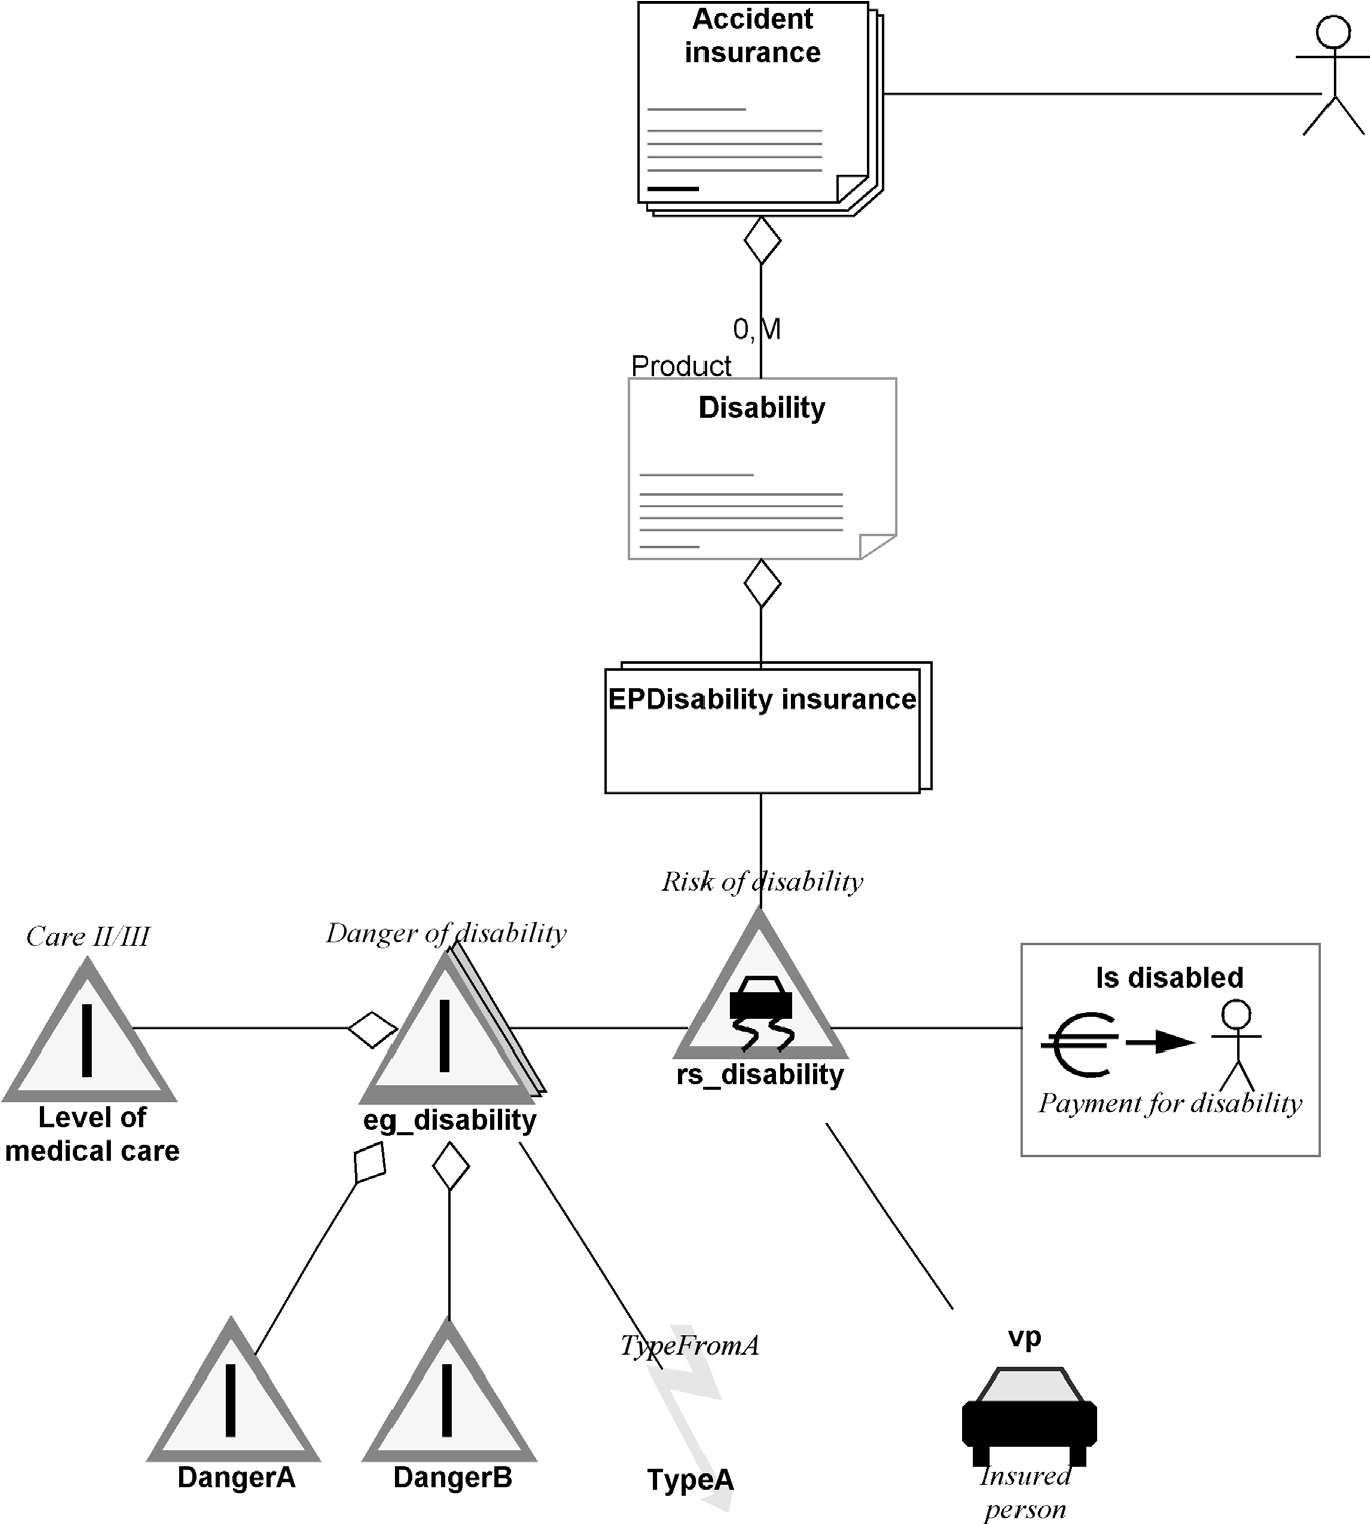 Accident
insurance
0,M
Product
Disability
EPDisability insurance
Risk of disability
Care II/III
Danger of disability
Is disabled
Payment for disability
rs_disability
Level of
medical care
eg_disability
TypeFromA
vp
DangerA
DangerB
TypeA
Insured
person